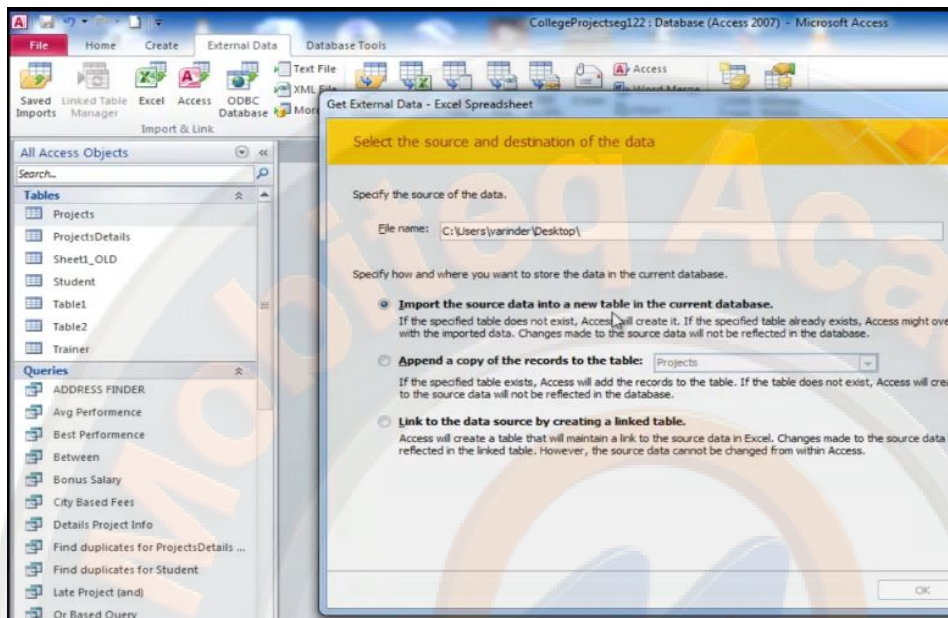 CollegeProjectseg122 : Database (Access 2007) - Microsoft Access
File Home Create External Data Database Tools
Saved Imports
Linked Table Manager
Excel
Access
ODBC Database
Text File
XML File
More
Access
Word Merge
Import & Link
All Access Objects
Search...
Tables
Projects
ProjectsDetails
Sheet1_OLD
Student
Table1
Table2
Trainer
Queries
ADDRESS FINDER
Avg Performence
Best Performence
Between
Bonus Salary
City Based Fees
Details Project Info
Find duplicates for ProjectsDetails ...
Find duplicates for Student
Late Project (and)
Or Based Query
Get External Data - Excel Spreadsheet
Select the source and destination of the data
Specify the source of the data.
File name: C:\Users\varinder\Desktop\
Specify how and where you want to store the data in the current database.
Import the source data into a new table in the current database.
If the specified table does not exist, Access will create it. If the specified table already exists, Access might ove
with the imported data. Changes made to the source data will not be reflected in the database.
Append a copy of the records to the table: Projects
If the specified table exists, Access will add the records to the table. If the table does not exist, Access will crea
to the source data will not be reflected in the database.
Link to the data source by creating a linked table.
Access will create a table that will maintain a link to the source data in Excel. Changes made to the source data
reflected in the linked table. However, the source data cannot be changed from within Access.
OK
Mobiteq Aca